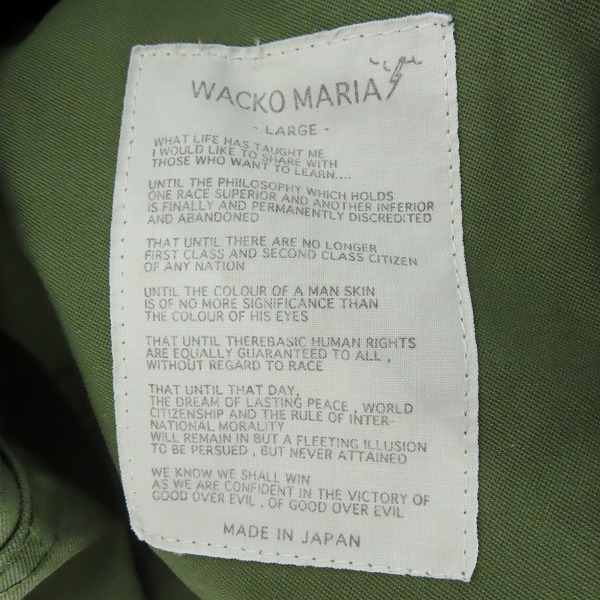 WACKO MARIA
- LARGE -
WHAT LIFE HAS TAUGHT ME
I WOULD LIKE TO SHARE WITH
THOSE WHO WANT TO LEARN....
UNTIL THE PHILOSOPHY WHICH HOLDS
ONE RACE SUPERIOR AND ANOTHER INFERIOR
IS FINALLY AND PERMANENTLY DISCREDITED
AND ABANDONED
THAT UNTIL THERE ARE NO LONGER
FIRST CLASS AND SECOND CLASS CITIZEN
OF ANY NATION
UNTIL THE COLOUR OF A MAN SKIN
IS OF NO MORE SIGNIFICANCE THAN
THE COLOUR OF HIS EYES
THAT UNTIL THEREBASIC HUMAN RIGHTS
ARE EQUALLY GUARANTEED TO ALL ,
WITHOUT REGARD TO RACE
THAT UNTIL THAT DAY,
THE DREAM OF LASTING PEACE , WORLD
CITIZENSHIP AND THE RULE OF INTER-
NATIONAL MORALITY
WILL REMAIN IN BUT A FLEETING ILLUSION
TO BE PERSUED , BUT NEVER ATTAINED
WE KNOW WE SHALL WIN
AS WE ARE CONFIDENT IN THE VICTORY OF
GOOD OVER EVIL , OF GOOD OVER EVIL
MADE IN JAPAN